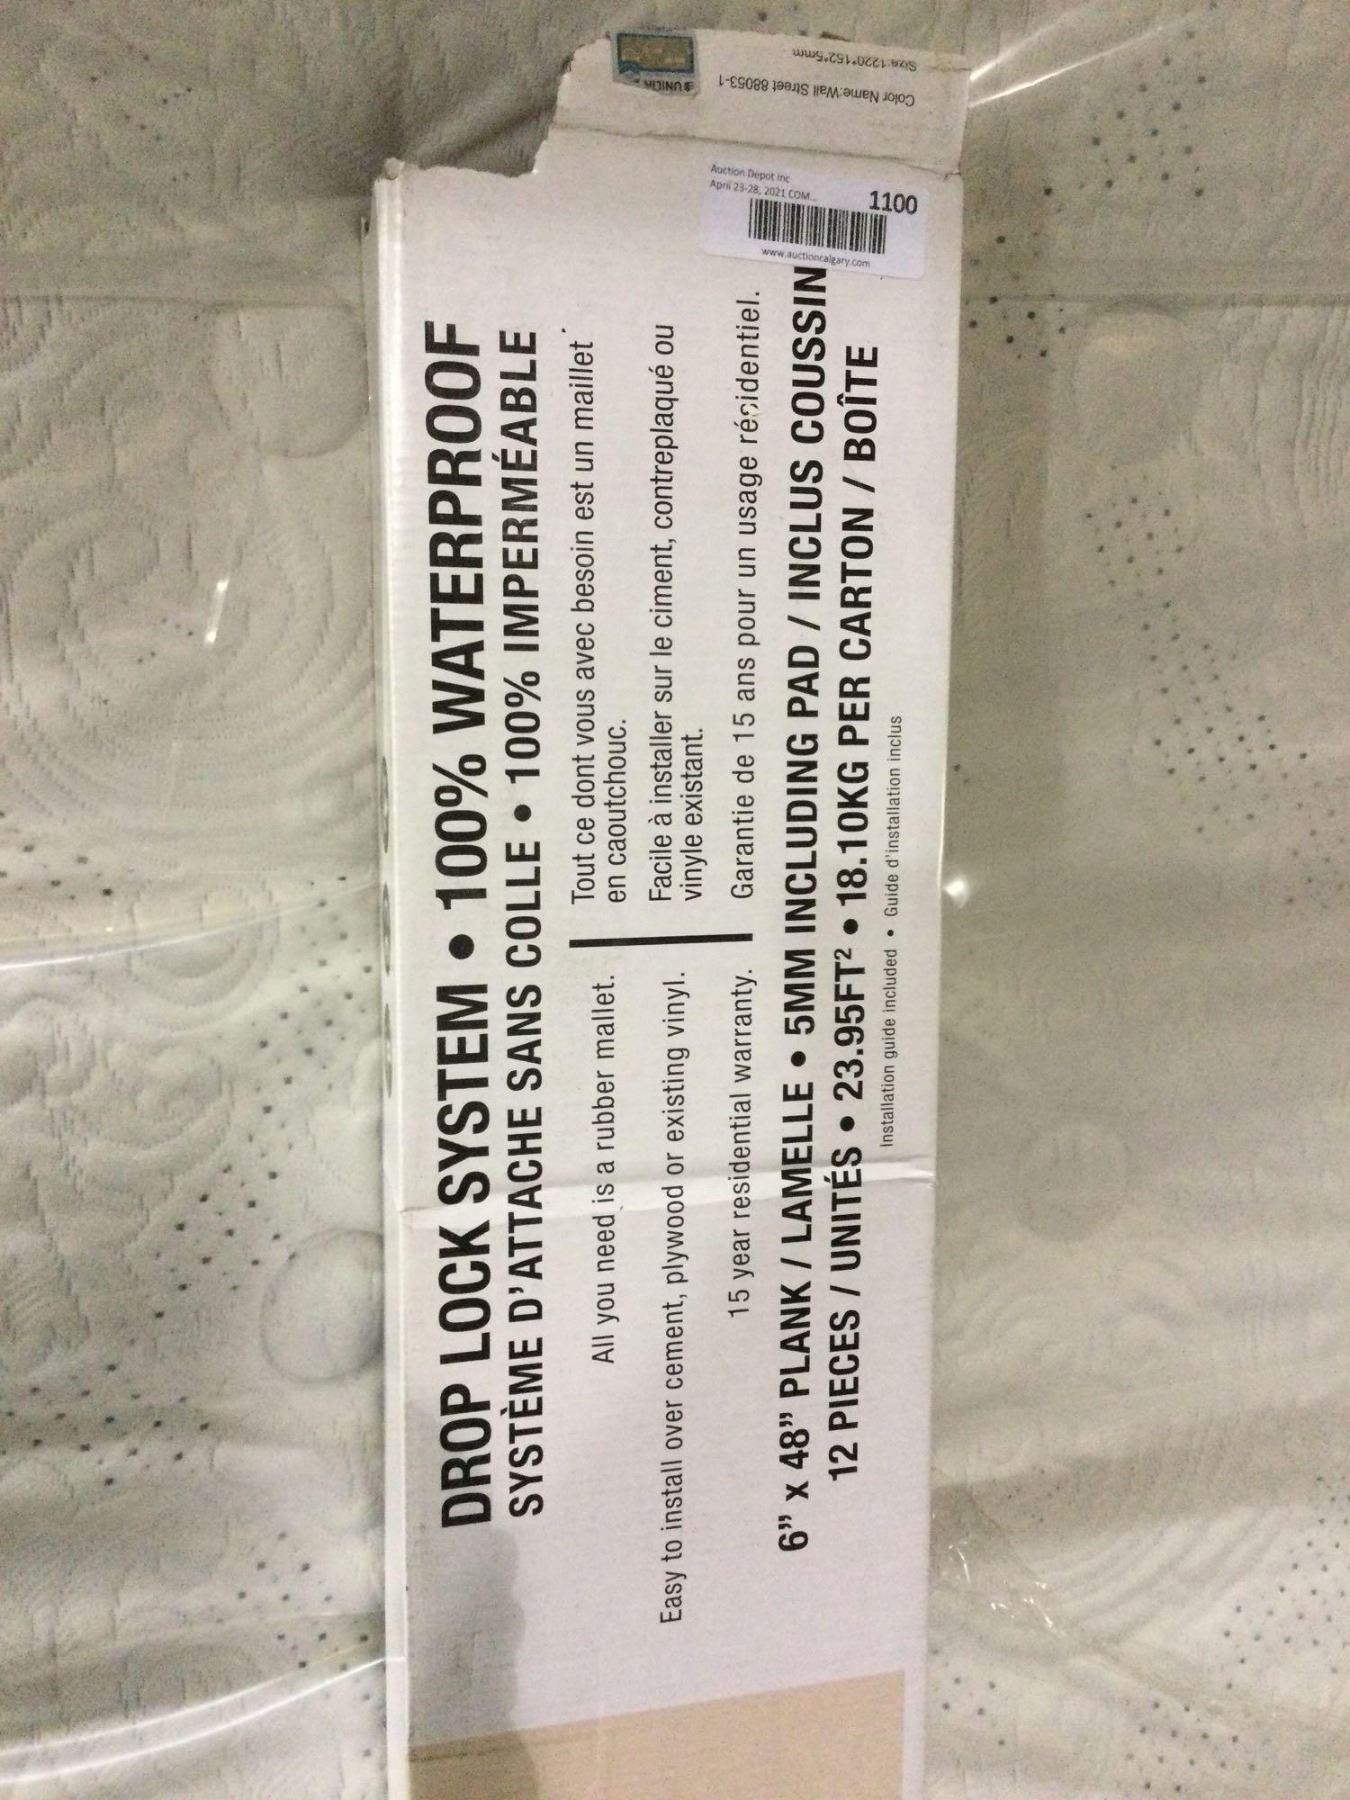 DROP LOCK SYSTEM • 100% WATERPROOF
SYSTÈME D'ATTACHE SANS COLLE • 100% IMPERMÉABLE
All you need is a rubber mallet.
Easy to install over cement, plywood or existing vinyl.
15 year residential warranty.
Tout ce dont vous avec besoin est un maillet
en caoutchouc.
Facile à installer sur le ciment, contreplaqué ou
vinyle existant.
Garantie de 15 ans pour un usage résidentiel.
6” x 48” PLANK / LAMELLE • 5MM INCLUDING PAD / INCLUS COUSSIN
12 PIECES / UNITÉS • 23.95FT² • 18.10KG PER CARTON / BOÎTE
Installation guide included • Guide d'installation inclus
Auction Depot Inc
April 23-28, 2021 COM...
1100
www.auctioncalgary.com
Color Name:Wall Street 88053-1
Size:1220*152*5mm
UNILIN